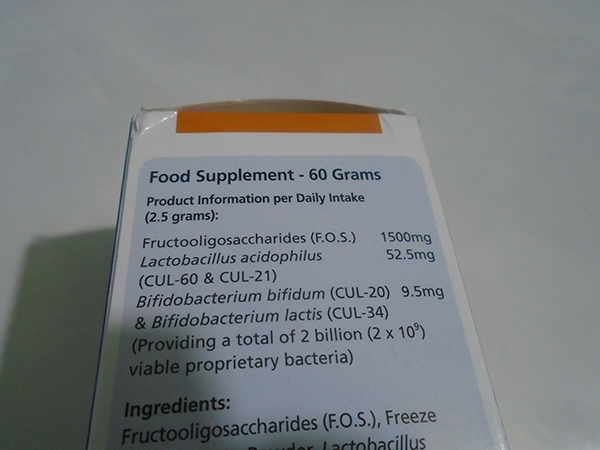 Food Supplement - 60 Grams
Product Information per Daily Intake
(2.5 grams):
Fructooligosaccharides (F.O.S.) 1500mg
Lactobacillus acidophilus 52.5mg
(CUL-60 & CUL-21)
Bifidobacterium bifidum (CUL-20) 9.5mg
& Bifidobacterium lactis (CUL-34)
(Providing a total of 2 billion (2 x 10⁹)
viable proprietary bacteria)
Ingredients:
Fructooligosaccharides (F.O.S.), Freeze
Powder, Lactobacillus